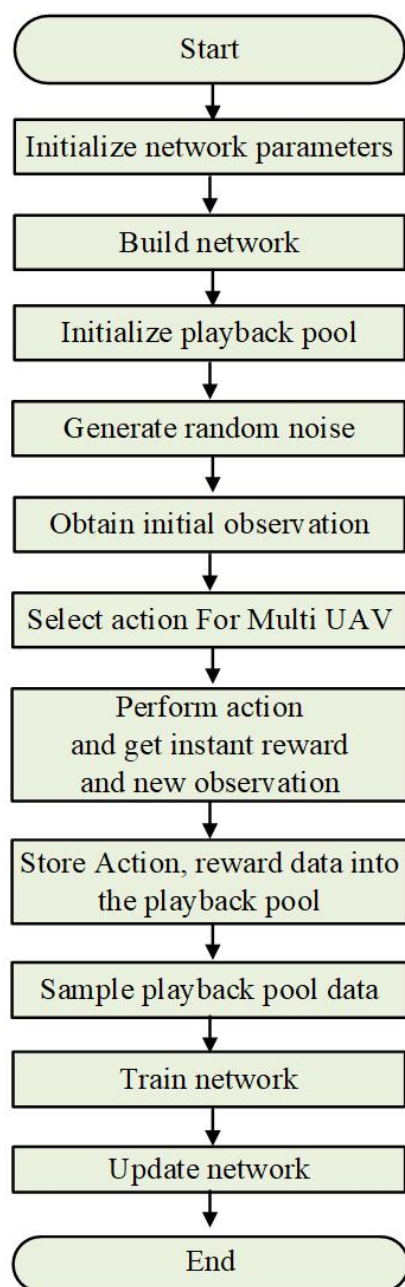 Start
Initialize network parameters
Build network
Initialize playback pool
Generate random noise
Obtain initial observation
Select action For Multi UAV
Perform action
and get instant reward
and new observation
Store Action, reward data into
the playback pool
Sample playback pool data
Train network
Update network
End